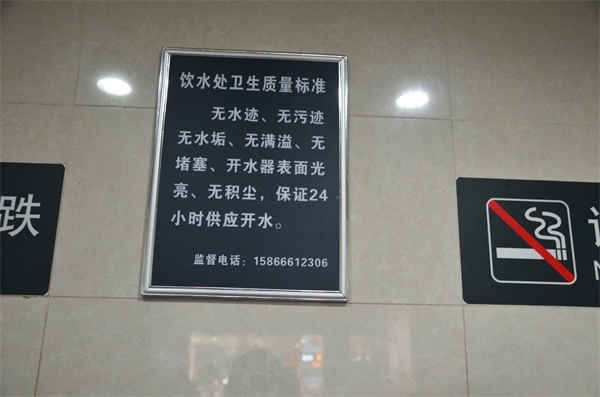 饮水处卫生质量标准
无水迹、无污迹
无水垢、无满溢、无
堵塞、开水器表面光
亮、无积尘，保证24
小时供应开水。
监督电话：15866612306
跌